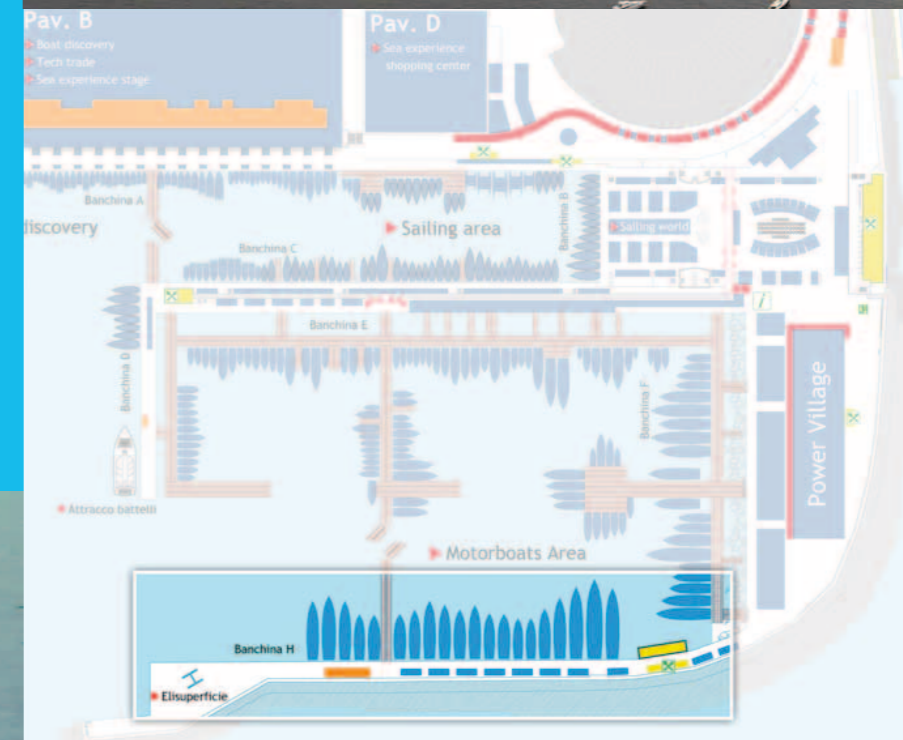 Pav. B
Boat discovery
Tech trade
Sea experience stage
Pav. D
Sea experience
shopping center
Banchina A
Banchina B
discovery
Sailing area
Sailing world
Banchina C
i
Banchina E
Banchina D
Banchina F
Power Village
Attracco battelli
Motorboats Area
Banchina H
H
Elisuperficie